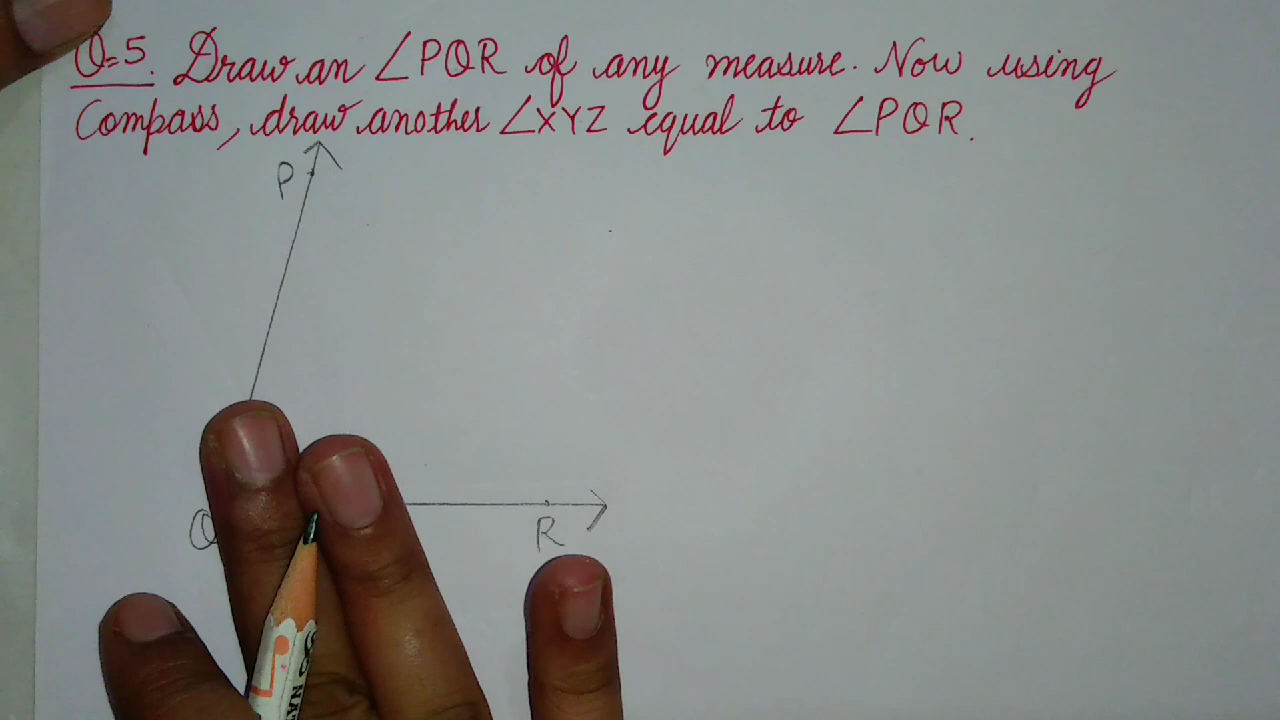 Q=5. Draw an ∠PQR of any measure. Now using
Compass, draw another ∠XYZ equal to ∠PQR.
P
Q
R